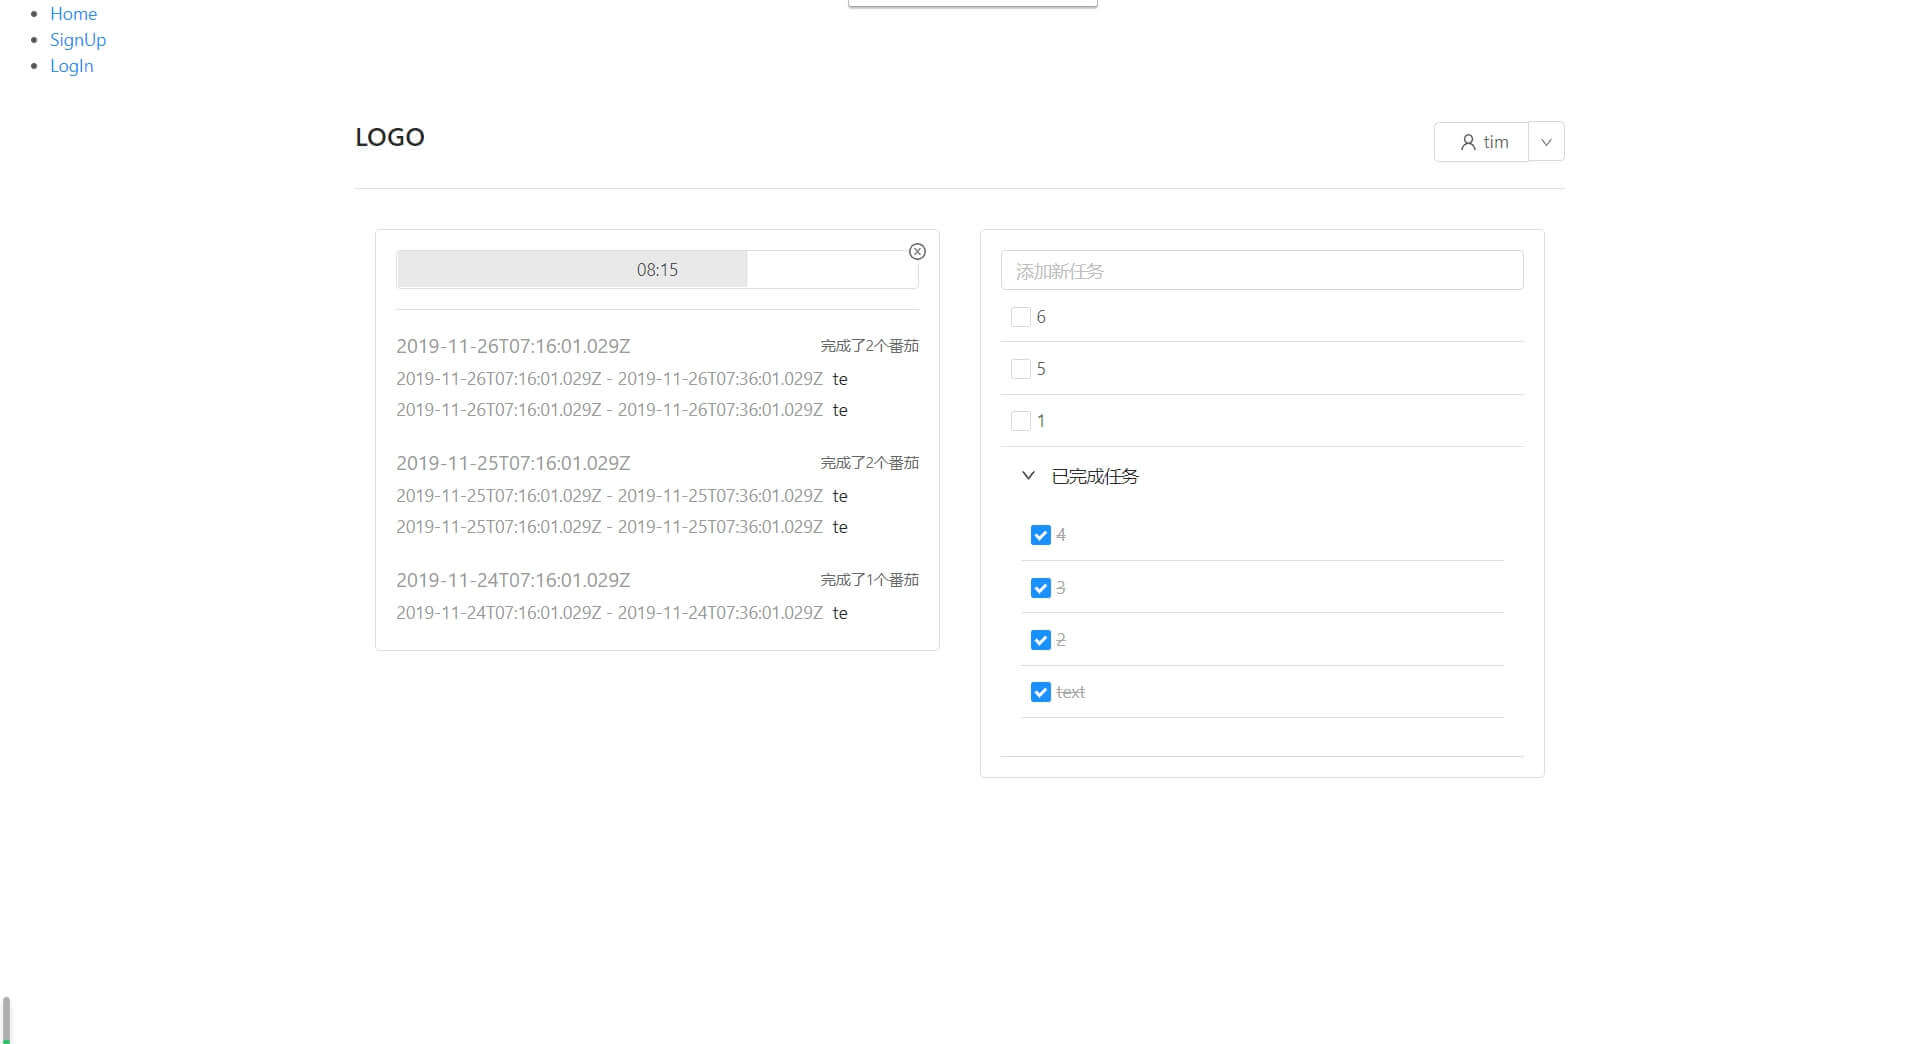 Home
SignUp
LogIn
LOGO
tim
08:15
2019-11-26T07:16:01.029Z 完成了2个番茄
2019-11-26T07:16:01.029Z - 2019-11-26T07:36:01.029Z te
2019-11-26T07:16:01.029Z - 2019-11-26T07:36:01.029Z te
2019-11-25T07:16:01.029Z 完成了2个番茄
2019-11-25T07:16:01.029Z - 2019-11-25T07:36:01.029Z te
2019-11-25T07:16:01.029Z - 2019-11-25T07:36:01.029Z te
2019-11-24T07:16:01.029Z 完成了1个番茄
2019-11-24T07:16:01.029Z - 2019-11-24T07:36:01.029Z te
添加新任务
6
5
1
已完成任务
4
3
2
text